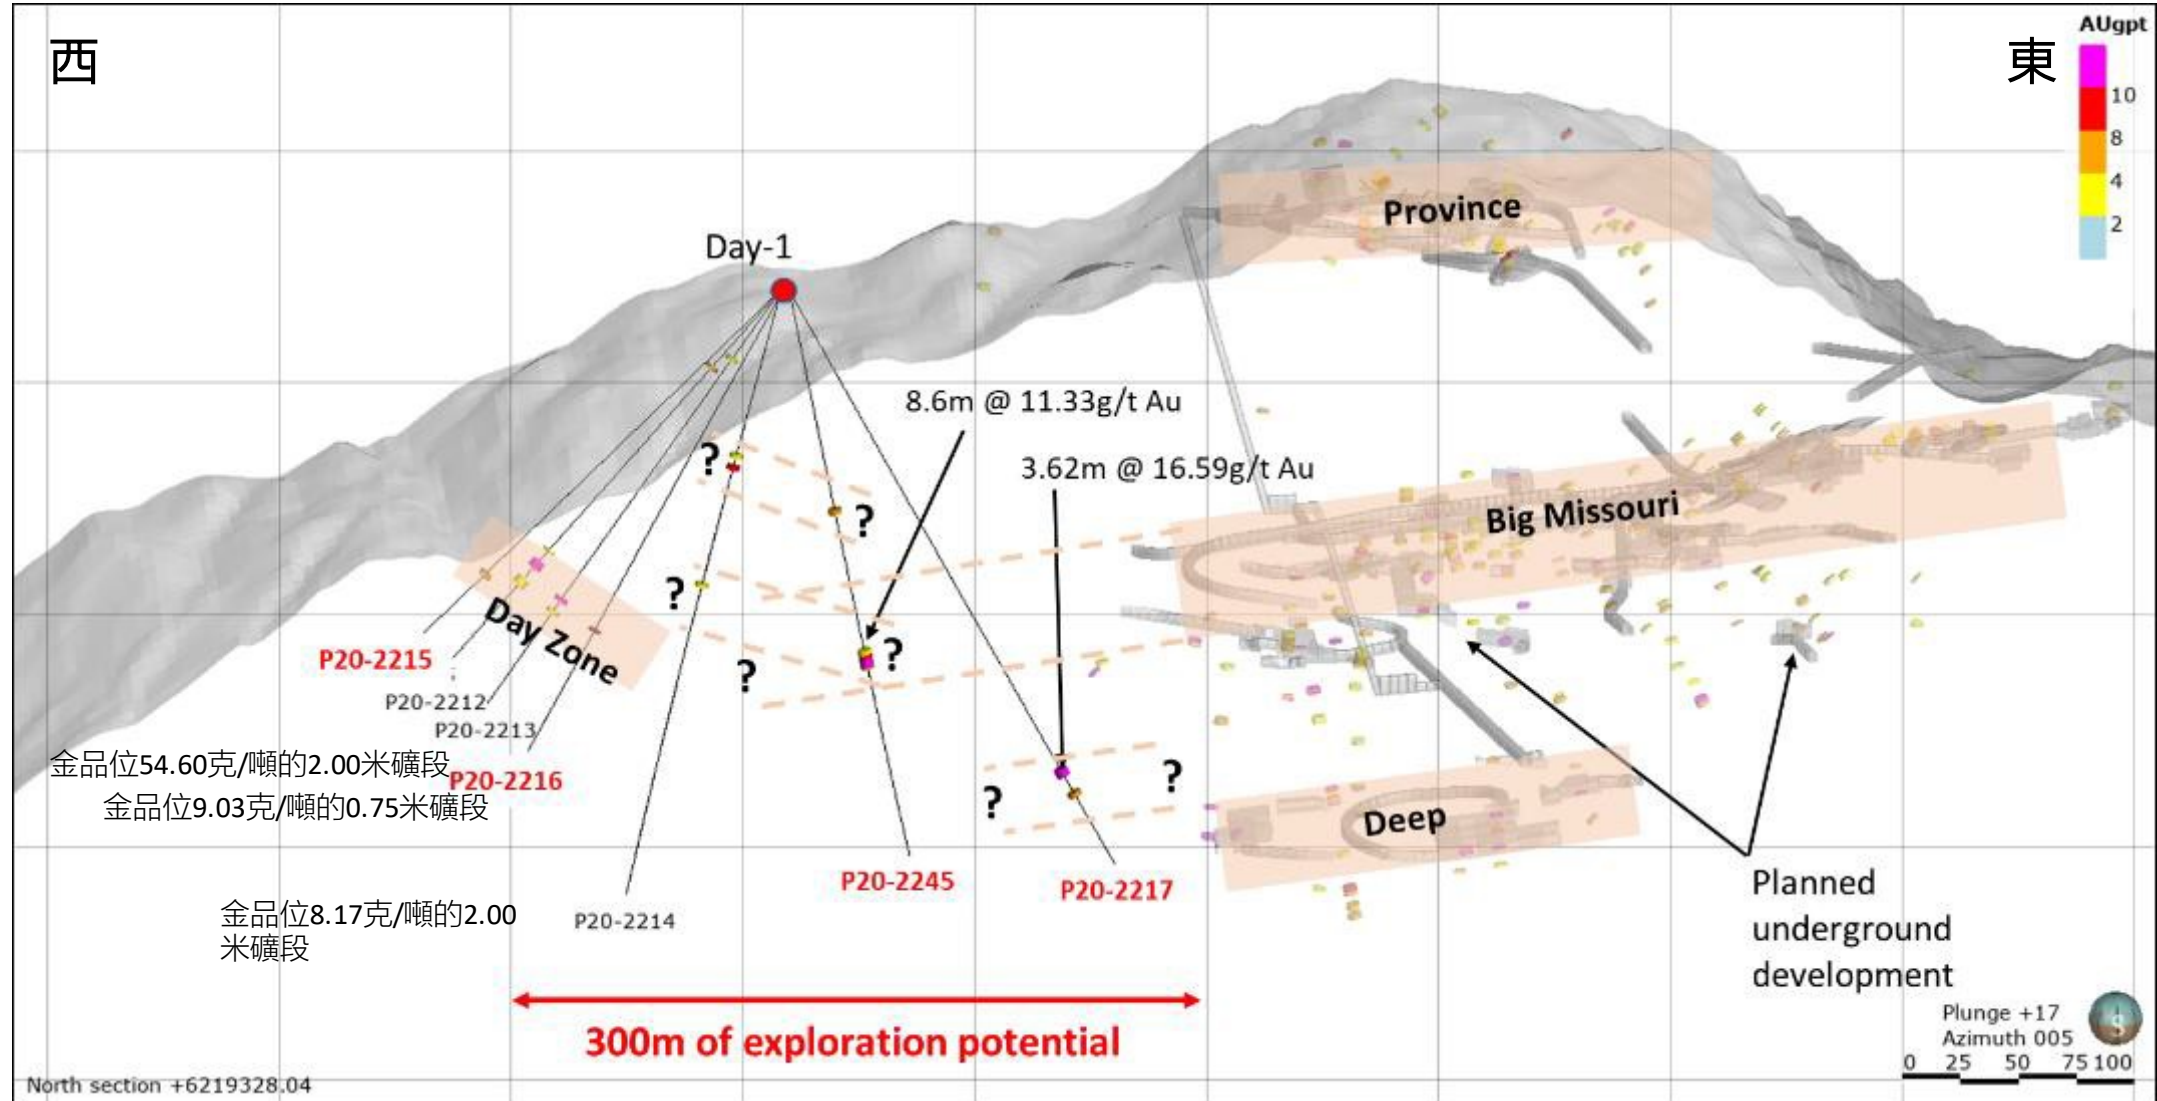 西
東
AUgpt
10
8
4
2
Province
Day-1
8.6m @ 11.33g/t Au
3.62m @ 16.59g/t Au
?
?
Big Missouri
?
?
?
Day Zone
P20-2215
P20-2212
P20-2213
金品位54.60克/噸的2.00米礦段
P20-2216
金品位9.03克/噸的0.75米礦段
?
?
Deep
P20-2245
P20-2217
金品位8.17克/噸的2.00
米礦段
P20-2214
Planned
underground
development
300m of exploration potential
Plunge +17
Azimuth 005
0 25 50 75 100
S
North section +6219328.04